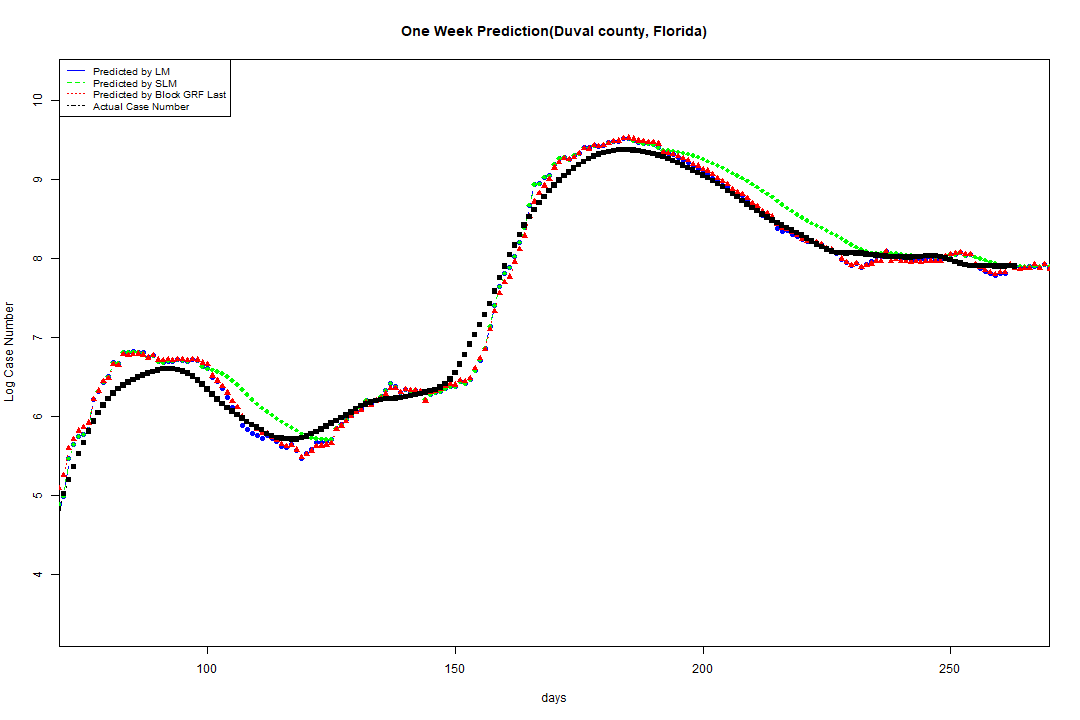 One Week Prediction(Duval county, Florida)
Predicted by LM
Predicted by SLM
Predicted by Block GRF Last
Actual Case Number
10
9
8
7
6
5
4
Log Case Number
100
150
200
250
days